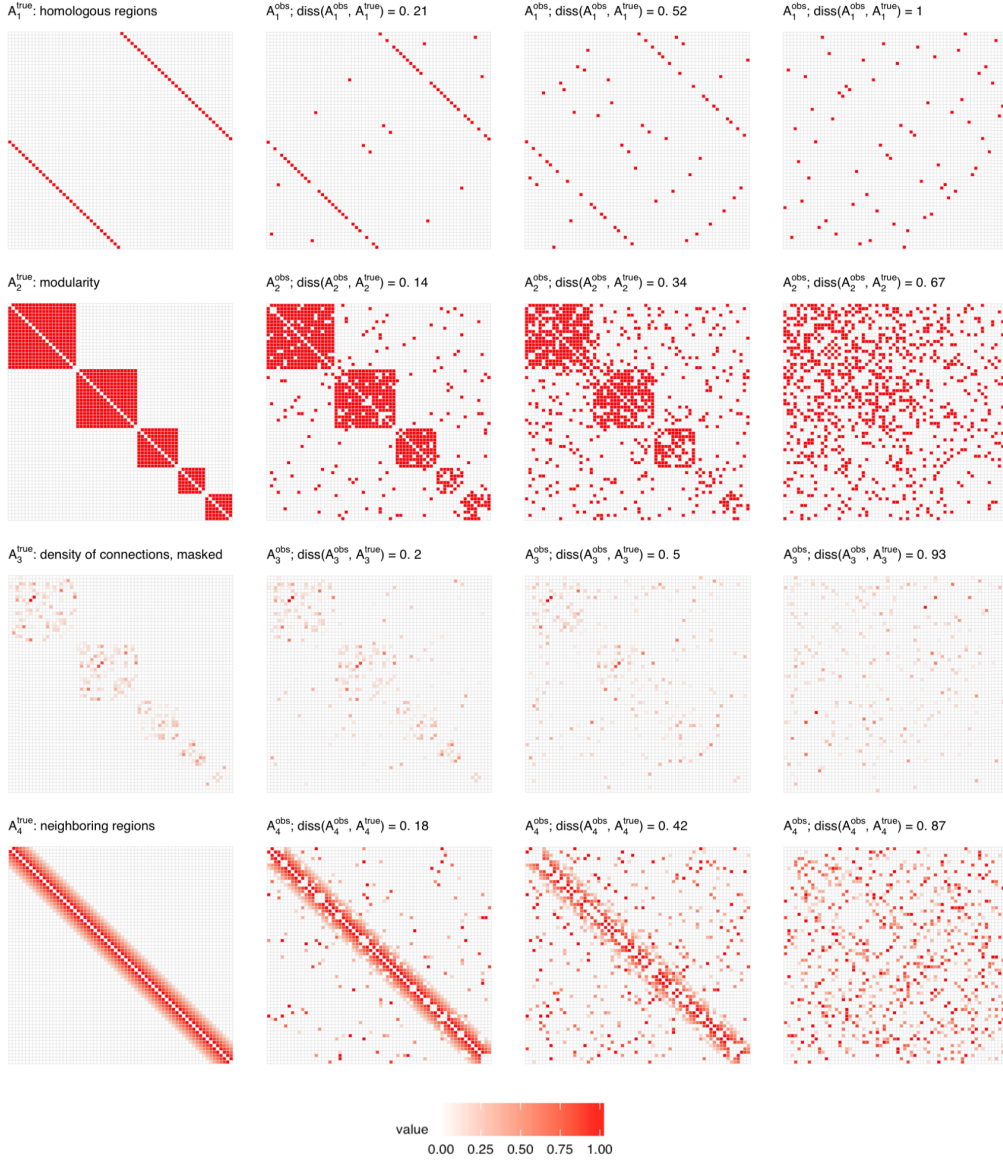 A₁ᵗʳᵘᵉ: homologous regions
A₁ᵒᵇˢ; diss(A₁ᵒᵇˢ, A₁ᵗʳᵘᵉ) = 0. 21
A₁ᵒᵇˢ; diss(A₁ᵒᵇˢ, A₁ᵗʳᵘᵉ) = 0. 52
A₁ᵒᵇˢ; diss(A₁ᵒᵇˢ, A₁ᵗʳᵘᵉ) = 1
A₂ᵗʳᵘᵉ: modularity
A₂ᵒᵇˢ; diss(A₂ᵒᵇˢ, A₂ᵗʳᵘᵉ) = 0. 14
A₂ᵒᵇˢ; diss(A₂ᵒᵇˢ, A₂ᵗʳᵘᵉ) = 0. 34
A₂ᵒᵇˢ; diss(A₂ᵒᵇˢ, A₂ᵗʳᵘᵉ) = 0. 67
A₃ᵗʳᵘᵉ: density of connections, masked
A₃ᵒᵇˢ; diss(A₃ᵒᵇˢ, A₃ᵗʳᵘᵉ) = 0. 2
A₃ᵒᵇˢ; diss(A₃ᵒᵇˢ, A₃ᵗʳᵘᵉ) = 0. 5
A₃ᵒᵇˢ; diss(A₃ᵒᵇˢ, A₃ᵗʳᵘᵉ) = 0. 93
A₄ᵗʳᵘᵉ: neighboring regions
A₄ᵒᵇˢ; diss(A₄ᵒᵇˢ, A₄ᵗʳᵘᵉ) = 0. 18
A₄ᵒᵇˢ; diss(A₄ᵒᵇˢ, A₄ᵗʳᵘᵉ) = 0. 42
A₄ᵒᵇˢ; diss(A₄ᵒᵇˢ, A₄ᵗʳᵘᵉ) = 0. 87
value
0.00 0.25 0.50 0.75 1.00